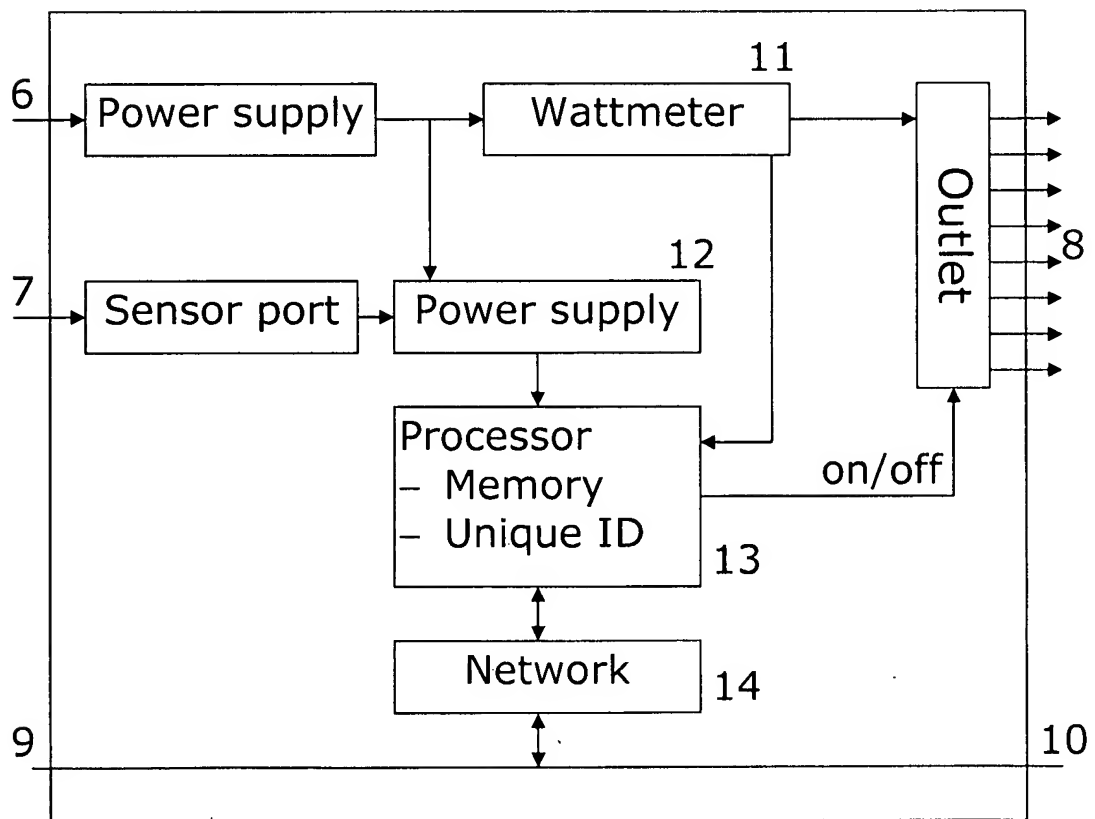 11
6
Power supply
Wattmeter
Outlet
8
12
7
Sensor port
Power supply
Processor
– Memory
– Unique ID
on/off
13
Network
14
9
10